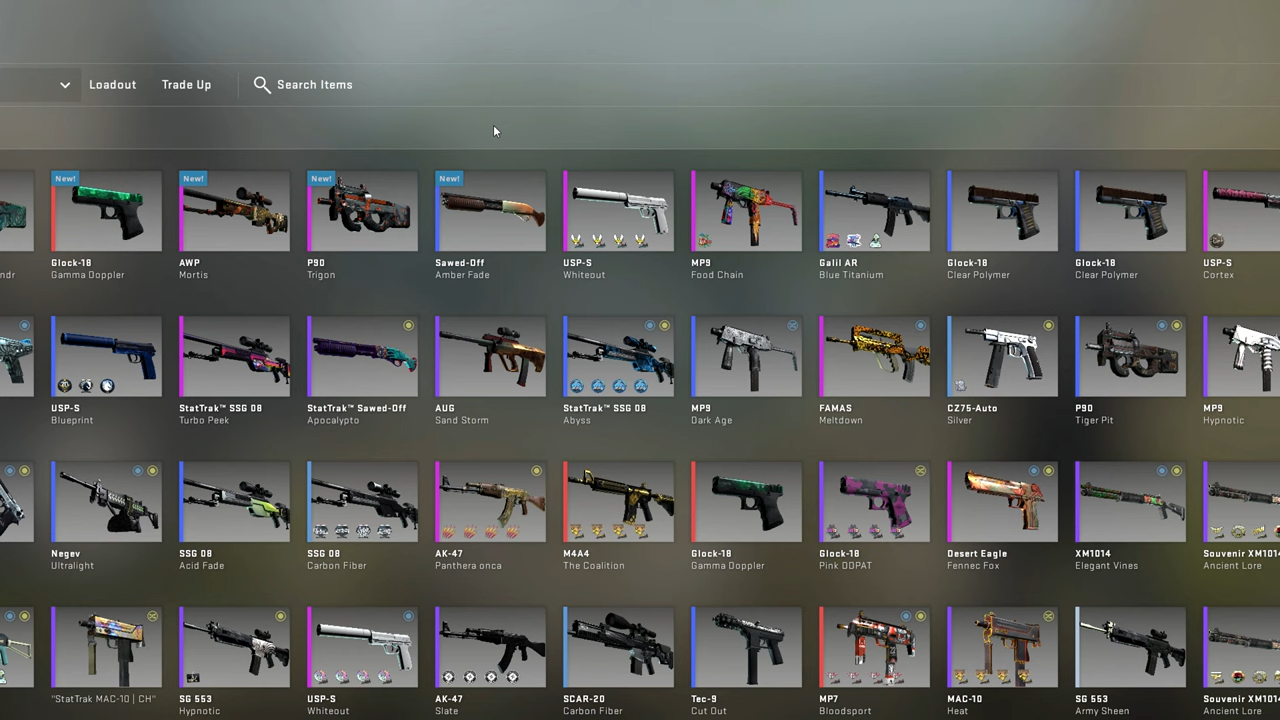 Loadout Trade Up Search Items
New! New! New! New!
Glock-18 AWP P90 Sawed-Off USP-S MP9 Galil AR Glock-18 Glock-18 USP-S
ndr Gamma Doppler Mortis Trigon Amber Fade Whiteout Food Chain Blue Titanium Clear Polymer Clear Polymer Cortex
USP-S StatTrak™ SSG 08 StatTrak™ Sawed-Off AUG StatTrak™ SSG 08 MP9 FAMAS CZ75-Auto P90 MP9
Blueprint Turbo Peek Apocalypto Sand Storm Abyss Dark Age Meltdown Silver Tiger Pit Hypnotic
Negev SSG 08 SSG 08 AK-47 M4A4 Glock-18 Glock-18 Desert Eagle XM1014 Souvenir XM101
Ultralight Acid Fade Carbon Fiber Panthera onca The Coalition Gamma Doppler Pink DDPAT Fennec Fox Elegant Vines Ancient Lore
"StatTrak MAC-10 | CH" SG 553 USP-S AK-47 SCAR-20 Tec-9 MP7 MAC-10 SG 553 Souvenir XM101
Hypnotic Whiteout Slate Carbon Fiber Cut Out Bloodsport Heat Army Sheen Ancient Lore